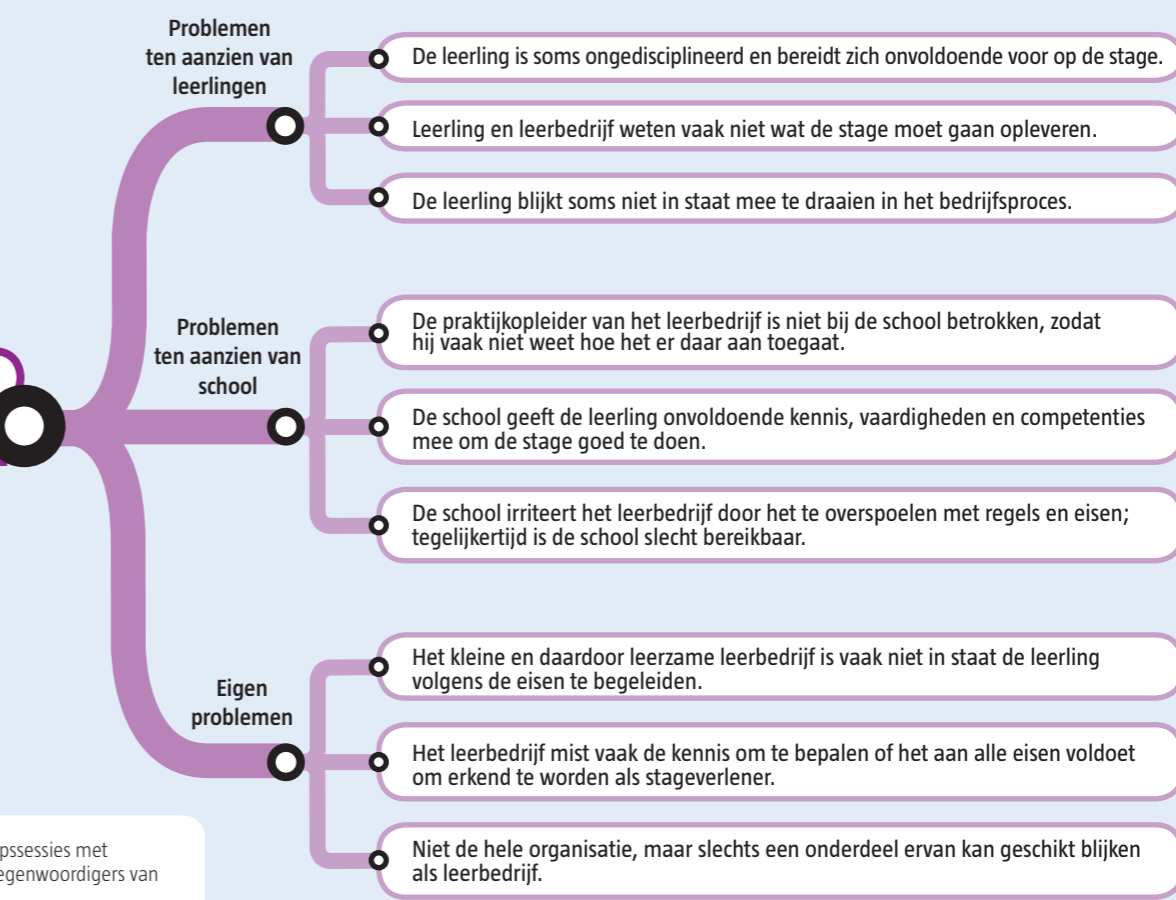 Problemen
ten aanzien van
leerlingen
De leerling is soms ongedisciplineerd en bereidt zich onvoldoende voor op de stage.
Leerling en leerbedrijf weten vaak niet wat de stage moet gaan opleveren.
De leerling blijkt soms niet in staat mee te draaien in het bedrijfsproces.
Problemen
ten aanzien van
school
De praktijkopleider van het leerbedrijf is niet bij de school betrokken, zodat
hij vaak niet weet hoe het er daar aan toegaat.
De school geeft de leerling onvoldoende kennis, vaardigheden en competenties
mee om de stage goed te doen.
De school irriteert het leerbedrijf door het te overspoelen met regels en eisen;
tegelijkertijd is de school slecht bereikbaar.
Eigen
problemen
Het kleine en daardoor leerzame leerbedrijf is vaak niet in staat de leerling
volgens de eisen te begeleiden.
Het leerbedrijf mist vaak de kennis om te bepalen of het aan alle eisen voldoet
om erkend te worden als stageverlener.
Niet de hele organisatie, maar slechts een onderdeel ervan kan geschikt blijken
als leerbedrijf.
pssessies met
egenwoordigers van